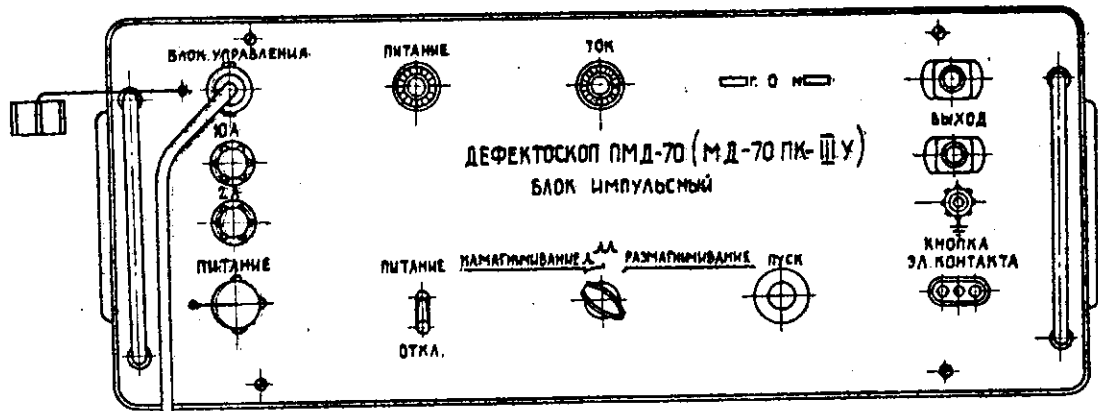 БЛОК УПРАВЛЕНИЯ
ПИТАНИЕ
ТОК
Г. О Н
ВЫХОД
10А
ДЕФЕКТОСКОП ПМД-70 (МД-70 ПК-III У)
БЛОК ИМПУЛЬСНЫЙ
2А
ПИТАНИЕ
ПИТАНИЕ
НАМАГНИЧИВАНИЕ
РАЗМАГНИЧИВАНИЕ
ПУСК
КНОПКА
ЭЛ. КОНТАКТА
ОТКЛ.